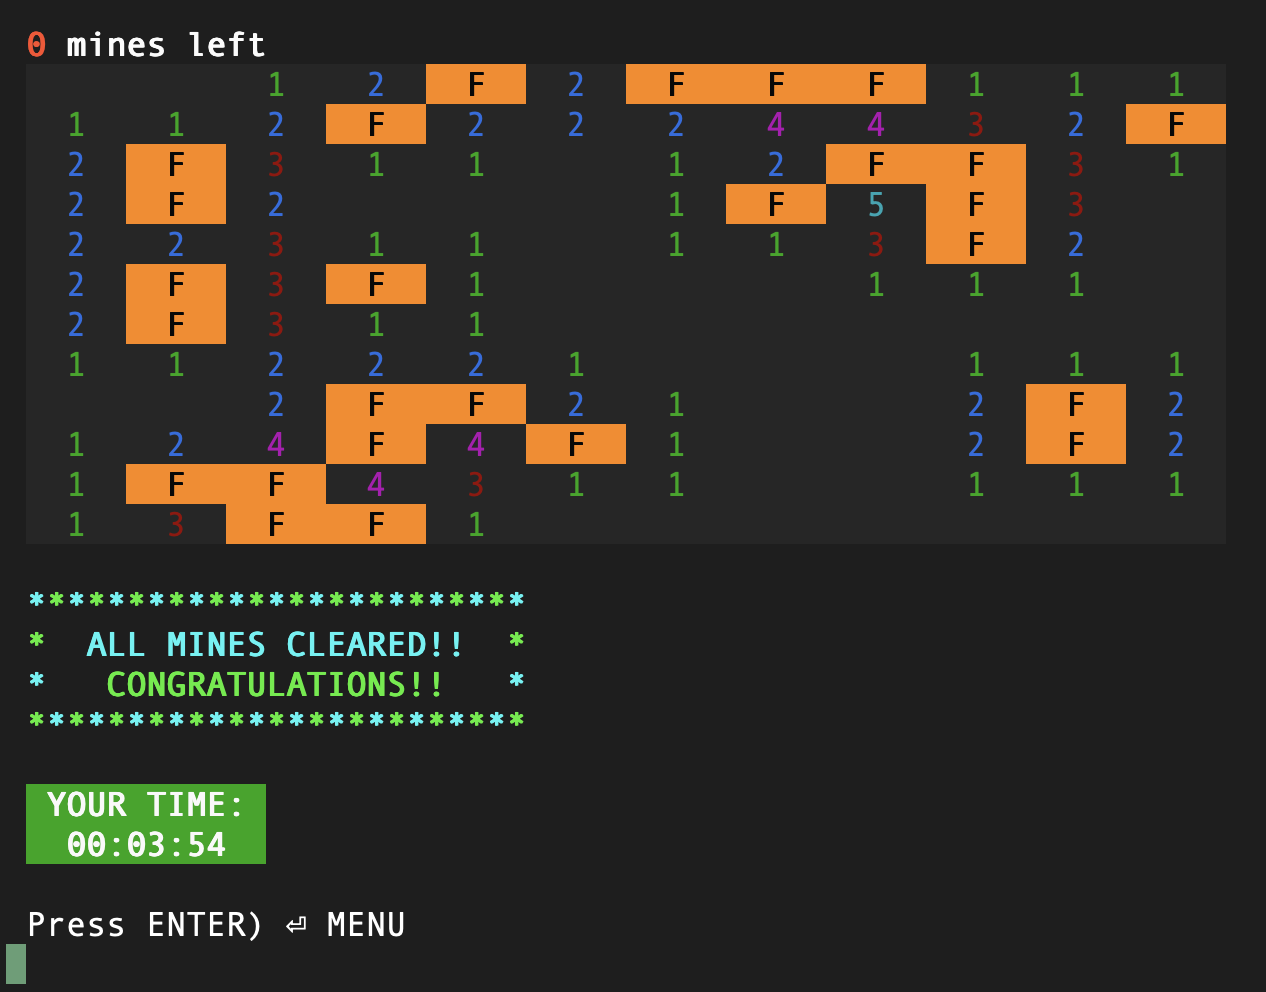 0 mines left
1 2 F 2 F F F 1 1 1
1 1 2 F 2 2 2 4 4 3 2 F
2 F 3 1 1 1 2 F F 3 1
2 F 2 1 F 5 F 3
2 2 3 1 1 1 1 3 F 2
2 F 3 F 1 1 1 1
2 F 3 1 1
1 1 2 2 2 1 1 1 1
2 F F 2 1 2 F 2
1 2 4 F 4 F 1 2 F 2
1 F F 4 3 1 1 1 1 1
1 3 F F 1
*************************
* ALL MINES CLEARED!! *
* CONGRATULATIONS!! *
*************************
YOUR TIME:
00:03:54
Press ENTER) ⏎ MENU